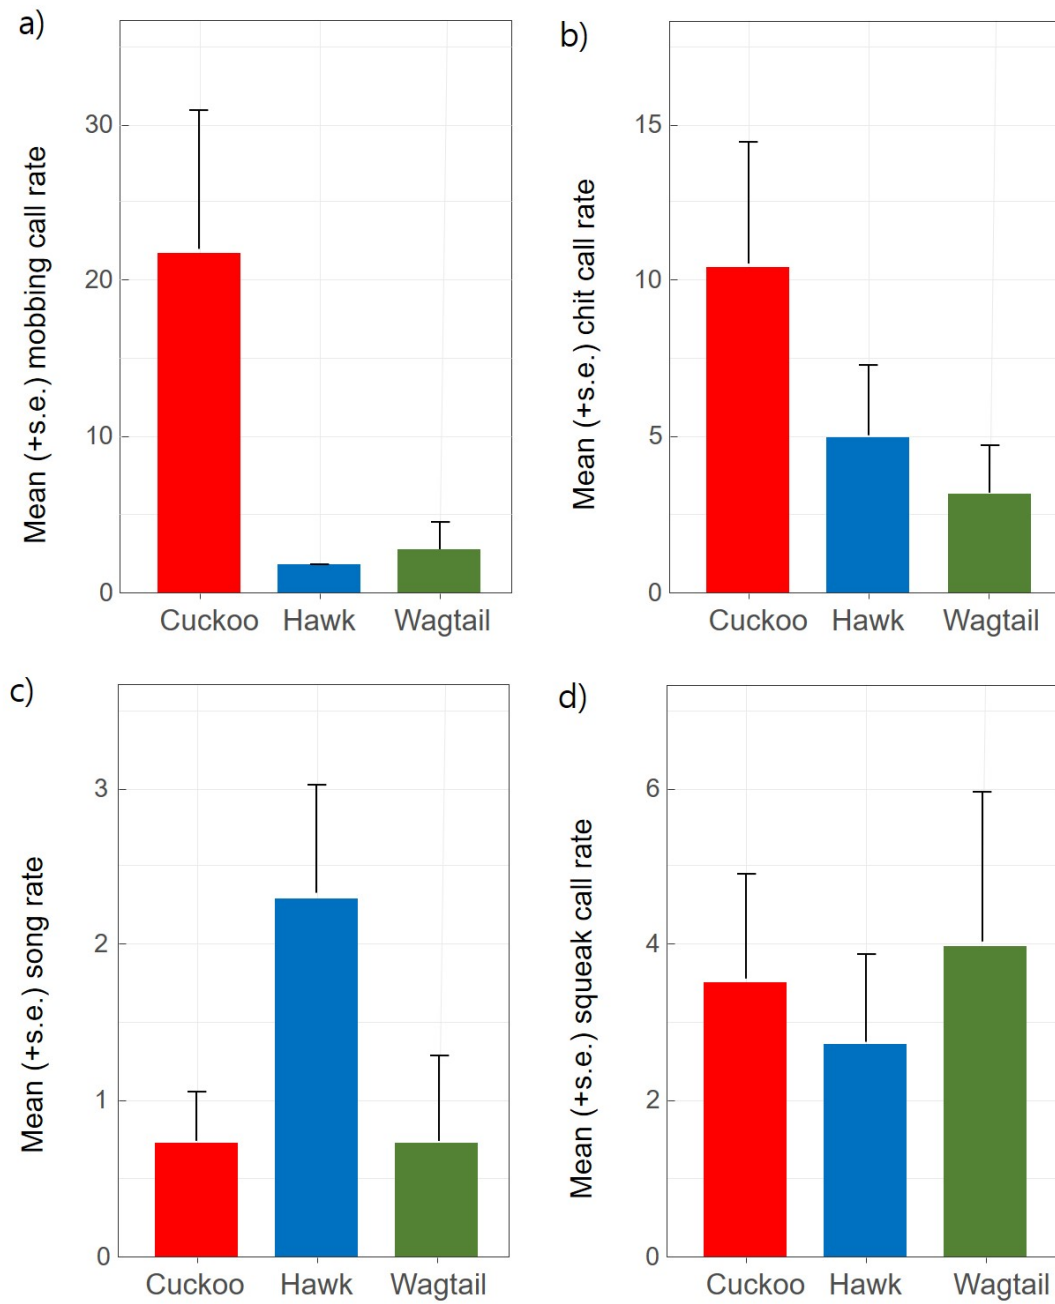 a)
Mean (+s.e.) mobbing call rate
30
20
10
0
Cuckoo Hawk Wagtail
b)
Mean (+s.e.) chit call rate
15
10
5
0
Cuckoo Hawk Wagtail
c)
Mean (+s.e.) song rate
3
2
1
0
Cuckoo Hawk Wagtail
d)
Mean (+s.e.) squeak call rate
6
4
2
0
Cuckoo Hawk Wagtail